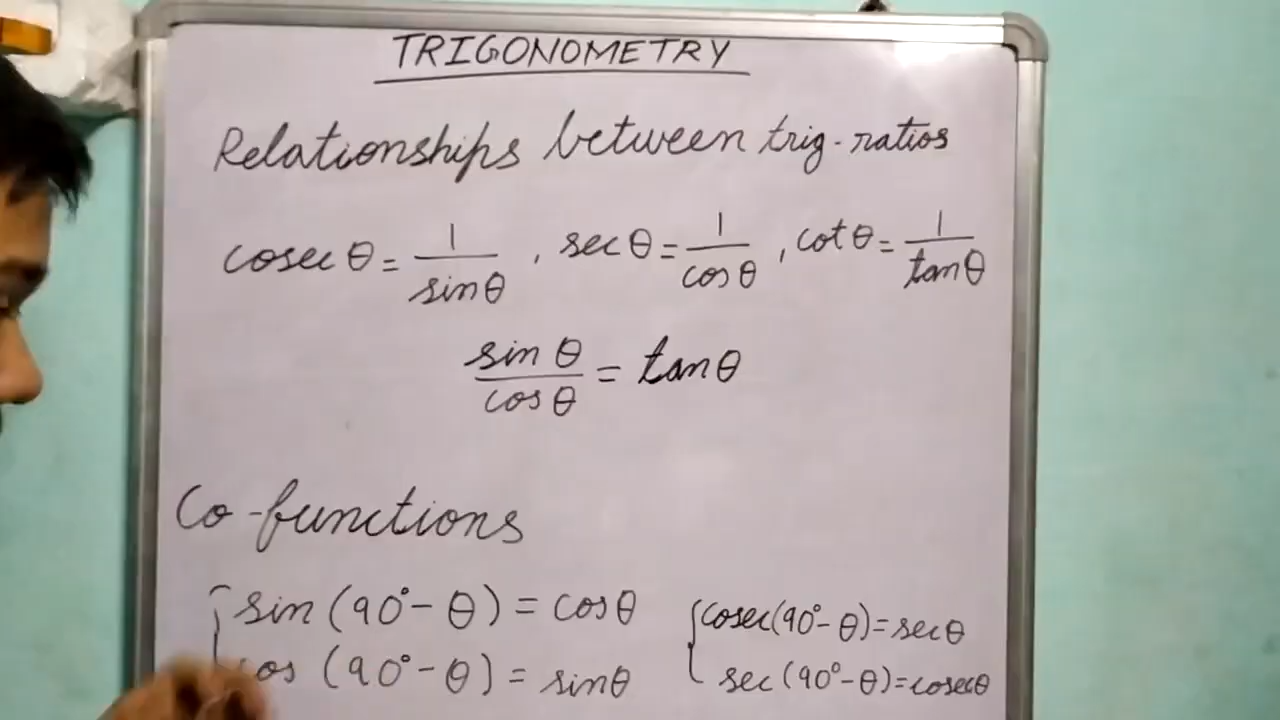 TRIGONOMETRY
Relationships between trig-ratios
cosec θ = 1/sin θ , sec θ = 1/cos θ , cot θ = 1/tan θ
sin θ/cos θ = tan θ
Co-functions
sin (90° - θ) = cos θ
cos (90° - θ) = sin θ
cosec(90° - θ) = sec θ
sec (90° - θ) = cosec θ